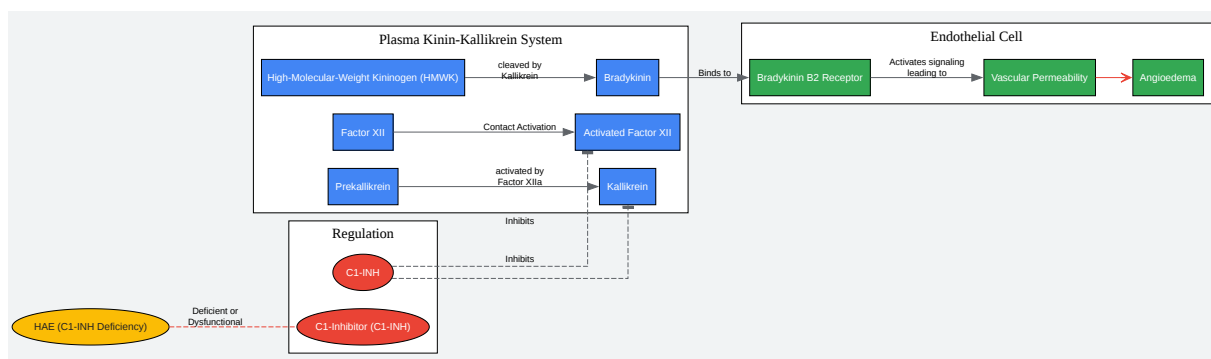 Plasma Kinin-Kallikrein System
High-Molecular-Weight Kininogen (HMWK)
cleaved by
Kallikrein
Bradykinin
Binds to
Factor XII
Contact Activation
Activated Factor XII
Prekallikrein
activated by
Factor XIIa
Kallikrein
Endothelial Cell
Bradykinin B2 Receptor
Activates signaling
leading to
Vascular Permeability
Angioedema
Inhibits
Regulation
C1-INH
Inhibits
HAE (C1-INH Deficiency)
Deficient or
Dysfunctional
C1-Inhibitor (C1-INH)